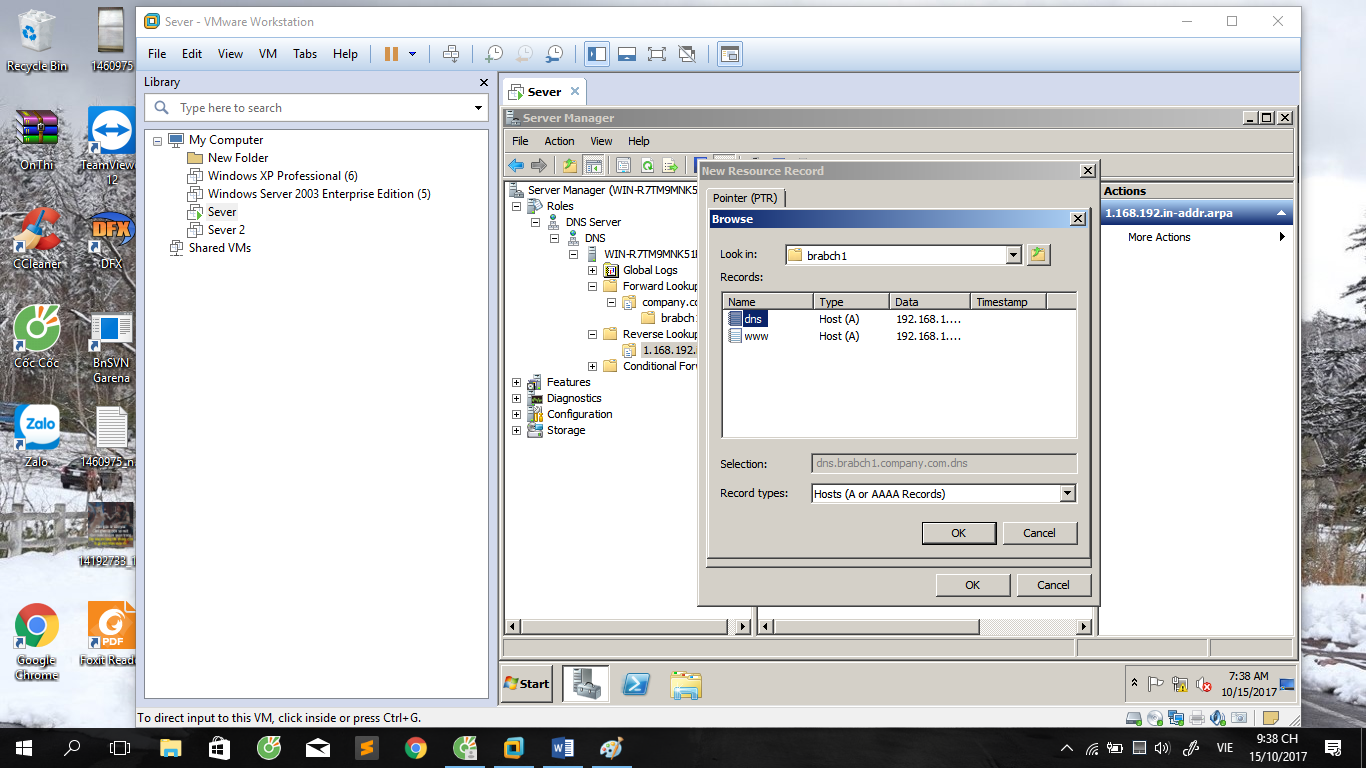 Recycle Bin
1460975
OnThi
TeamView
12
CCleaner
DFX
Cốc Cốc
BnSVN
Garena
Zalo
1460975_n
14192733_1
Google
Chrome
Foxit Reade
Sever - VMware Workstation
File Edit View VM Tabs Help
Library
Type here to search
My Computer
New Folder
Windows XP Professional (6)
Windows Server 2003 Enterprise Edition (5)
Sever
Sever 2
Shared VMs
Sever
Server Manager
File Action View Help
Server Manager (WIN-R7TM9MNK51
Roles
DNS Server
DNS
WIN-R7TM9MNK51
Global Logs
Forward Lookup
company.co
brabch
Reverse Lookup
1.168.192.
Conditional Forw
Features
Diagnostics
Configuration
Storage
New Resource Record
Pointer (PTR)
Browse
Look in: brabch1
Records:
Name Type Data Timestamp
dns Host (A) 192.168.1....
www Host (A) 192.168.1....
Selection: dns.brabch1.company.com.dns
Record types: Hosts (A or AAAA Records)
OK Cancel
OK Cancel
Actions
1.168.192.in-addr.arpa
More Actions
Start
7:38 AM
10/15/2017
To direct input to this VM, click inside or press Ctrl+G.
VIE
9:38 CH
15/10/2017